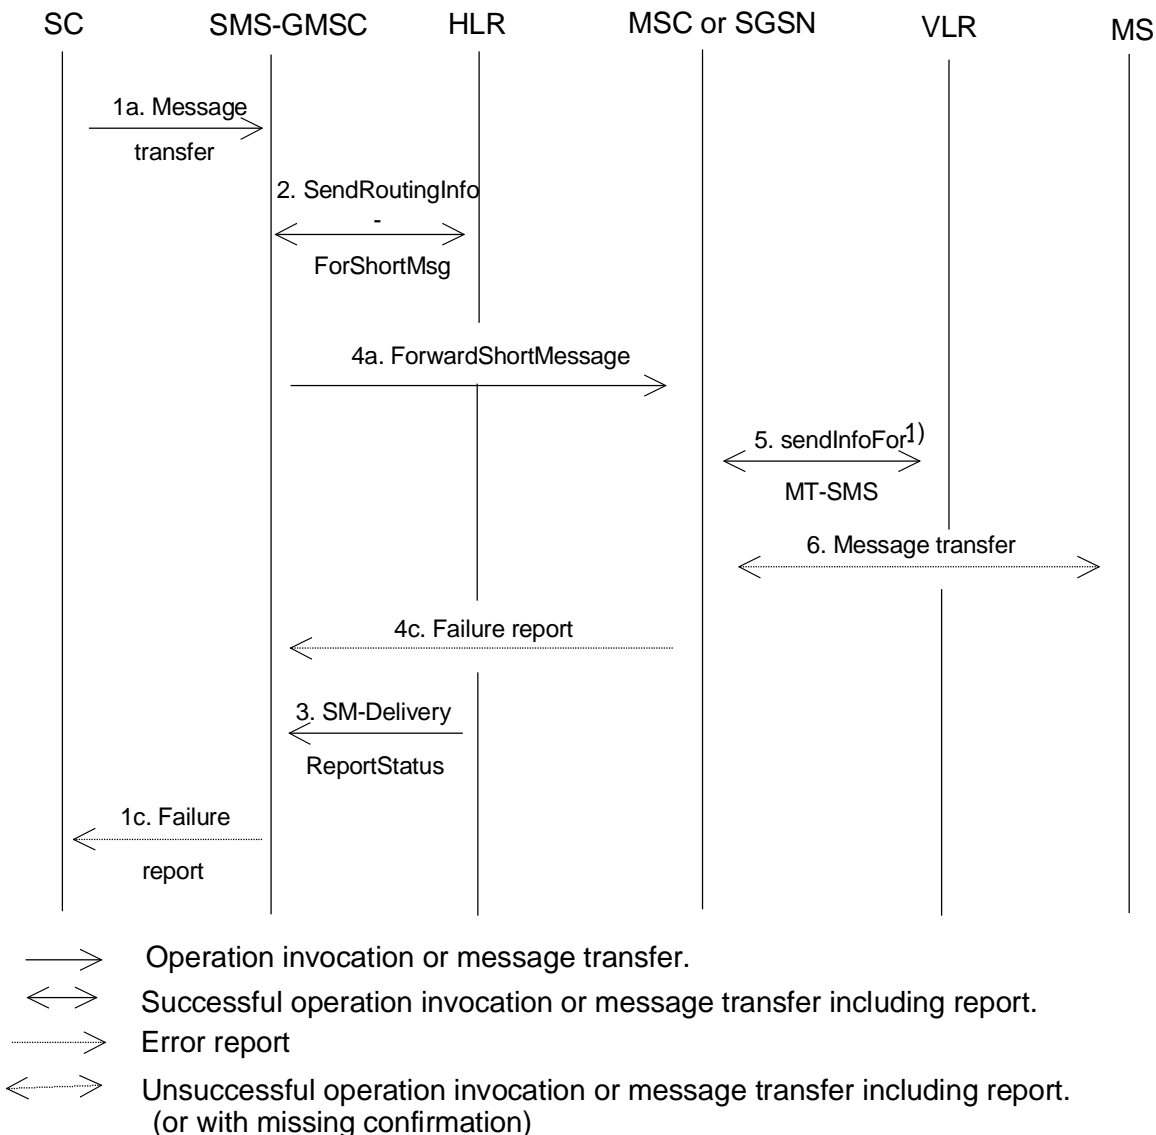 SC SMS-GMSC HLR MSC or SGSN VLR MS
1a. Message
transfer
2. SendRoutingInfo
-
ForShortMsg
4a. ForwardShortMessage
5. sendInfoFor- 1)
MT-SMS
6. Message transfer
4c. Failure report
3. SM-Delivery
ReportStatus
1c. Failure
report
Operation invocation or message transfer.
Successful operation invocation or message transfer including report.
Error report
Unsuccessful operation invocation or message transfer including report.
(or with missing confirmation)